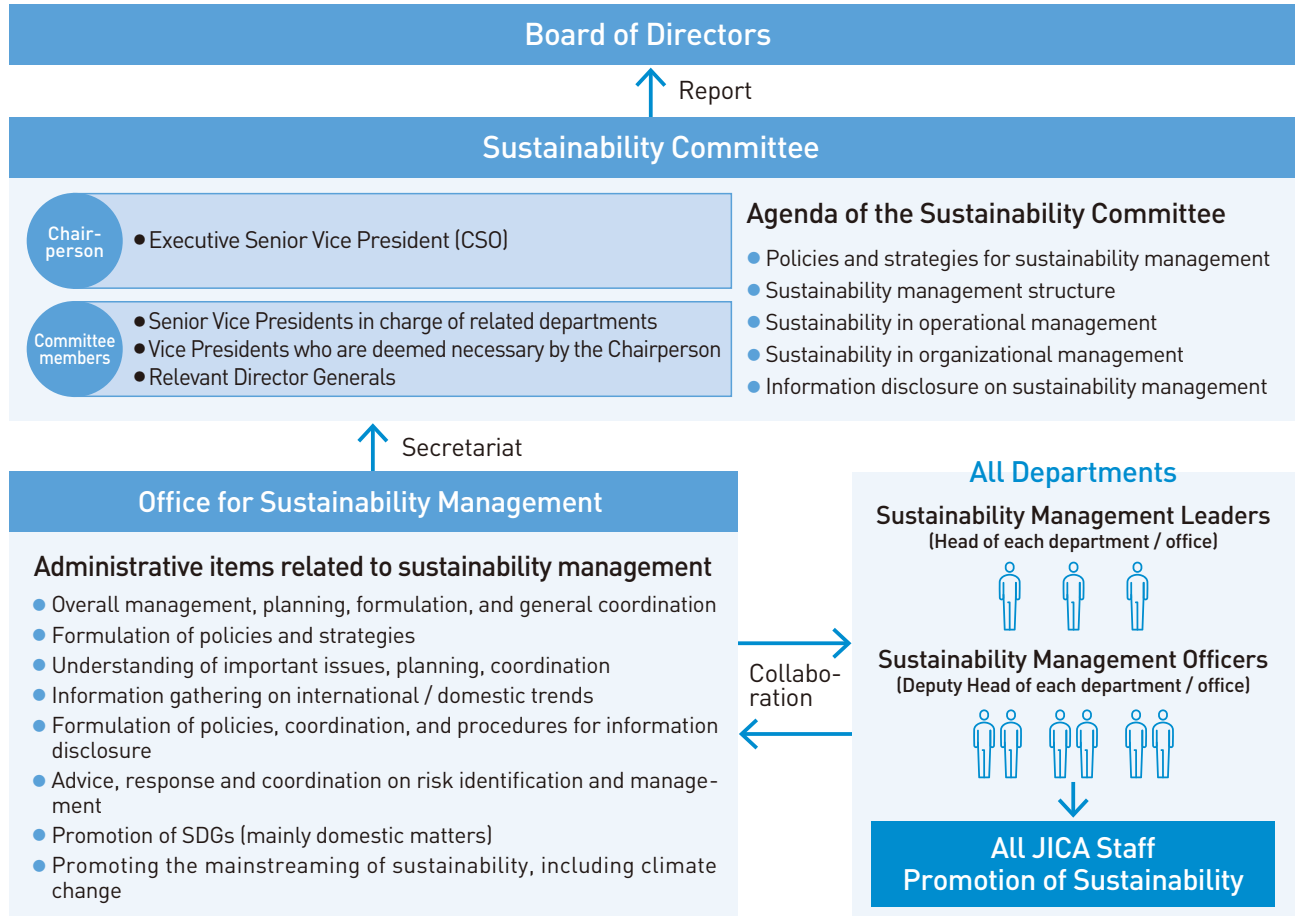 Board of Directors
Report
Sustainability Committee
Chair-
person
● Executive Senior Vice President (CSO)
Committee
members
● Senior Vice Presidents in charge of related departments
● Vice Presidents who are deemed necessary by the Chairperson
● Relevant Director Generals
Agenda of the Sustainability Committee
● Policies and strategies for sustainability management
● Sustainability management structure
● Sustainability in operational management
● Sustainability in organizational management
● Information disclosure on sustainability management
Secretariat
Office for Sustainability Management
Administrative items related to sustainability management
● Overall management, planning, formulation, and general coordination
● Formulation of policies and strategies
● Understanding of important issues, planning, coordination
● Information gathering on international / domestic trends
● Formulation of policies, coordination, and procedures for information
disclosure
● Advice, response and coordination on risk identification and manage-
ment
● Promotion of SDGs (mainly domestic matters)
● Promoting the mainstreaming of sustainability, including climate
change
Collabo-
ration
All Departments
Sustainability Management Leaders
(Head of each department / office)
Sustainability Management Officers
(Deputy Head of each department / office)
All JICA Staff
Promotion of Sustainability